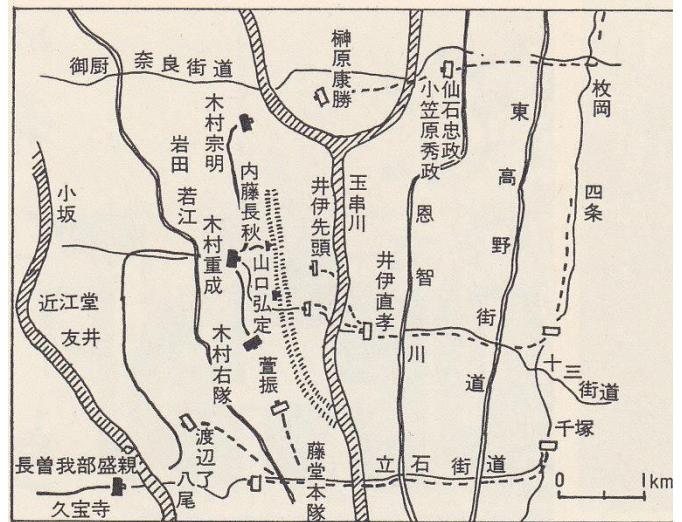 御厨
奈良街道
榊原康勝
仙石忠政
小笠原秀政
枚岡
東高野街道
四条
木村宗明
岩田
若江
内藤長秋
井伊先頭
玉串川
恩智川
小坂
木村重成
山口弘定
井伊直孝
近江堂
友井
木村右隊
萱振
十三街道
千塚
長曽我部盛親
久宝寺
八尾
渡辺了
藤堂本隊
立石街道
0 1km